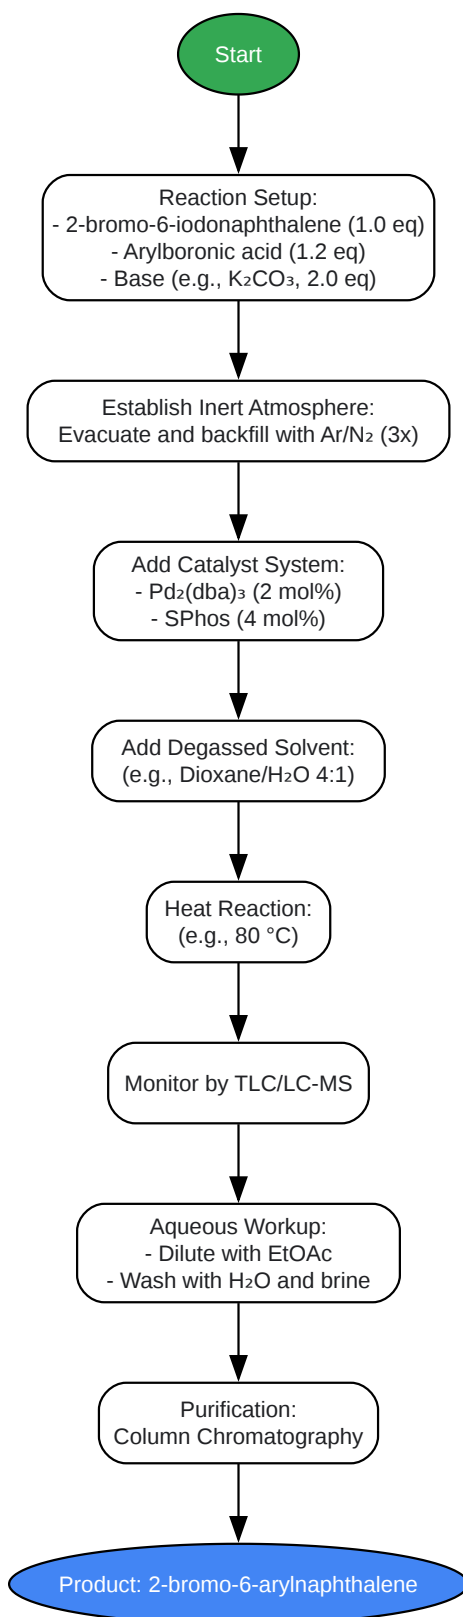 Start
Reaction Setup:
- 2-bromo-6-iodonaphthalene (1.0 eq)
- Arylboronic acid (1.2 eq)
- Base (e.g., K₂CO₃, 2.0 eq)
Establish Inert Atmosphere:
Evacuate and backfill with Ar/N₂ (3x)
Add Catalyst System:
- Pd₂(dba)₃ (2 mol%)
- SPhos (4 mol%)
Add Degassed Solvent:
(e.g., Dioxane/H₂O 4:1)
Heat Reaction:
(e.g., 80 °C)
Monitor by TLC/LC-MS
Aqueous Workup:
- Dilute with EtOAc
- Wash with H₂O and brine
Purification:
Column Chromatography
Product: 2-bromo-6-arylnaphthalene